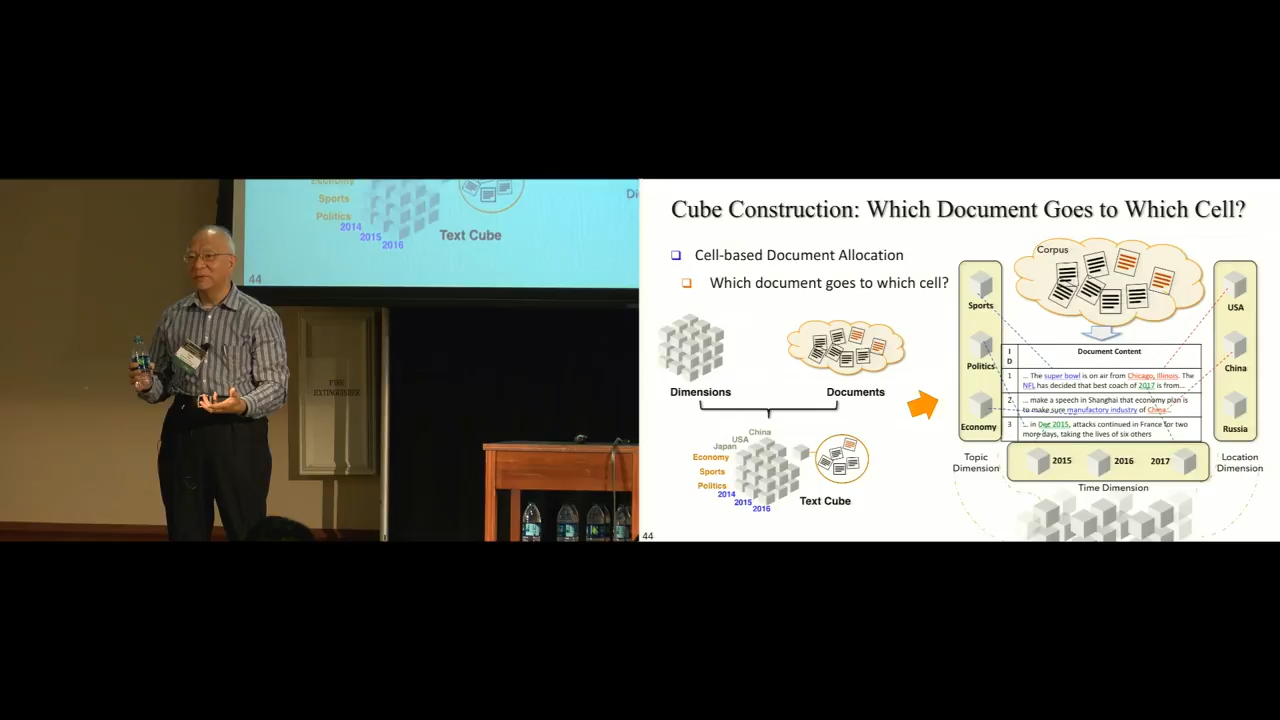 Economy
Sports
Politics
2014
2015
2016
Text Cube
44
FIRE
EXTINGUISHER
Cube Construction: Which Document Goes to Which Cell?
Cell-based Document Allocation
Which document goes to which cell?
Dimensions
Documents
China
USA
Japan
Economy
Sports
Politics
2014
2015
2016
Text Cube
44
Corpus
Sports
Politics
Economy
Topic
Dimension
USA
China
Russia
Location
Dimension
I
D
Document Content
1
... The super bowl is on air from Chicago, Illinois. The
NFL has decided that best coach of 2017 is from...
2
... make a speech in Shanghai that economy plan is
to make sure manufactory industry of China...
3
... in Dec 2015, attacks continued in France for two
more days, taking the lives of six others
2015
2016
2017
Time Dimension